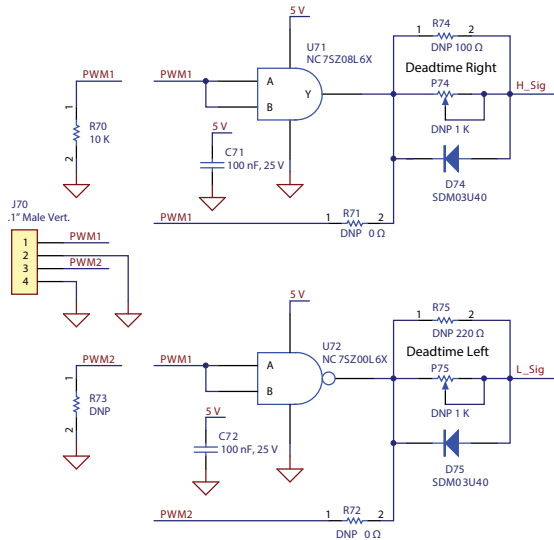 5 V
U71
NC7SZ08L6X
A
B
Y
PWM1
PWM1
1
R70
10 K
2
5 V
C71
100 nF, 25 V
R74
1 2
DNP 100 Ω
Deadtime Right
P74
DNP 1 K
H_Sig
D74
SDM03U40
PWM1
R71
1 2
DNP 0 Ω
J70
.1" Male Vert.
1 PWM1
2
3 PWM2
4
5 V
U72
NC7SZ00L6X
A
B
PWM2
PWM1
1
R73
DNP
2
5 V
C72
100 nF, 25 V
R75
1 2
DNP 220 Ω
Deadtime Left
P75
DNP 1 K
L_Sig
D75
SDM03U40
PWM2
R72
1 2
DNP 0 Ω